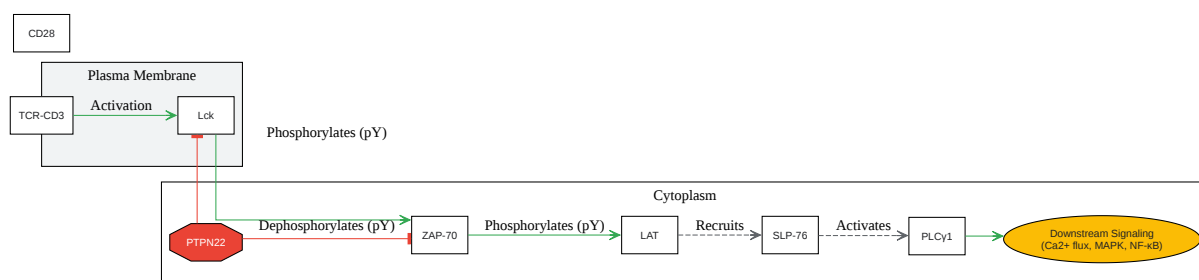 CD28
Plasma Membrane
TCR-CD3
Activation
Lck
Phosphorylates (pY)
Cytoplasm
PTPN22
Dephosphorylates (pY)
ZAP-70
Phosphorylates (pY)
LAT
Recruits
SLP-76
Activates
PLCγ1
Downstream Signaling
(Ca2+ flux, MAPK, NF-κB)